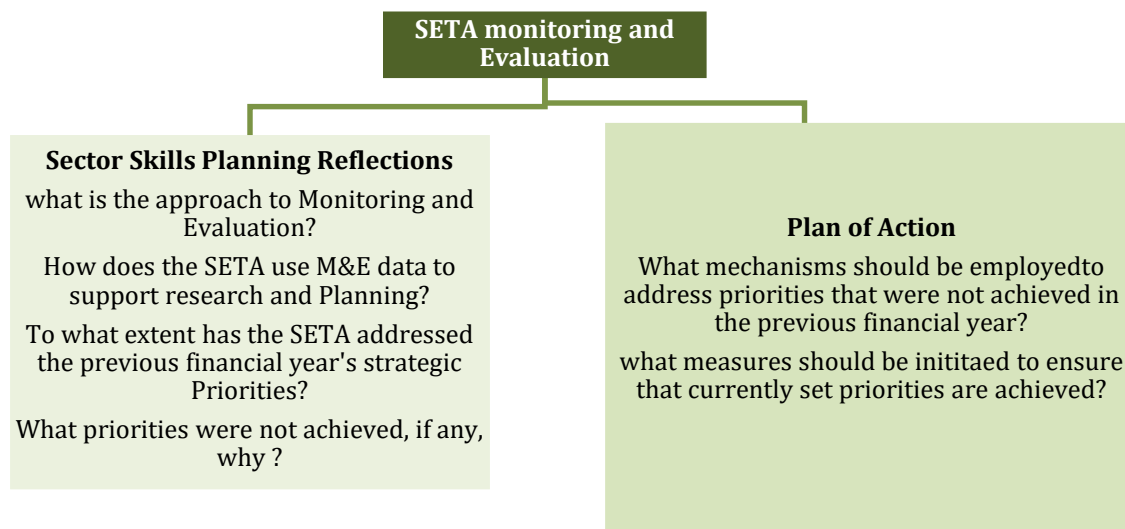 SETA monitoring and
Evaluation
Sector Skills Planning Reflections
what is the approach to Monitoring and
Evaluation?
How does the SETA use M&E data to
support research and Planning?
To what extent has the SETA addressed
the previous financial year's strategic
Priorities?
What priorities were not achieved, if any,
why ?
Plan of Action
What mechanisms should be employedto
address priorities that were not achieved in
the previous financial year?
what measures should be inititaed to ensure
that currently set priorities are achieved?